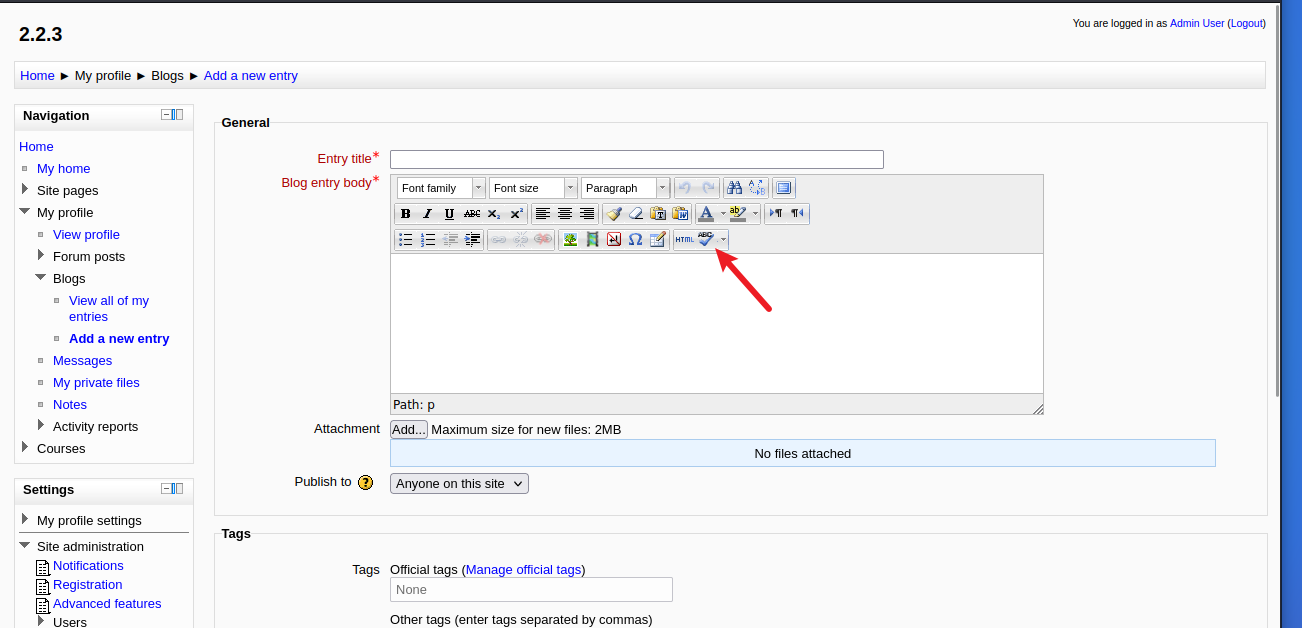 2.2.3
You are logged in as Admin User (Logout)
Home ► My profile ► Blogs ► Add a new entry
Navigation
Home
My home
Site pages
My profile
View profile
Forum posts
Blogs
View all of my
entries
Add a new entry
Messages
My private files
Notes
Activity reports
Courses
Settings
My profile settings
Site administration
Notifications
Registration
Advanced features
Users
General
Entry title*
Blog entry body*
Font family Font size Paragraph
B I U ABC X₂ X²
HTML ABC
Path: p
Attachment Add... Maximum size for new files: 2MB
No files attached
Publish to ? Anyone on this site
Tags
Tags Official tags (Manage official tags)
None
Other tags (enter tags separated by commas)